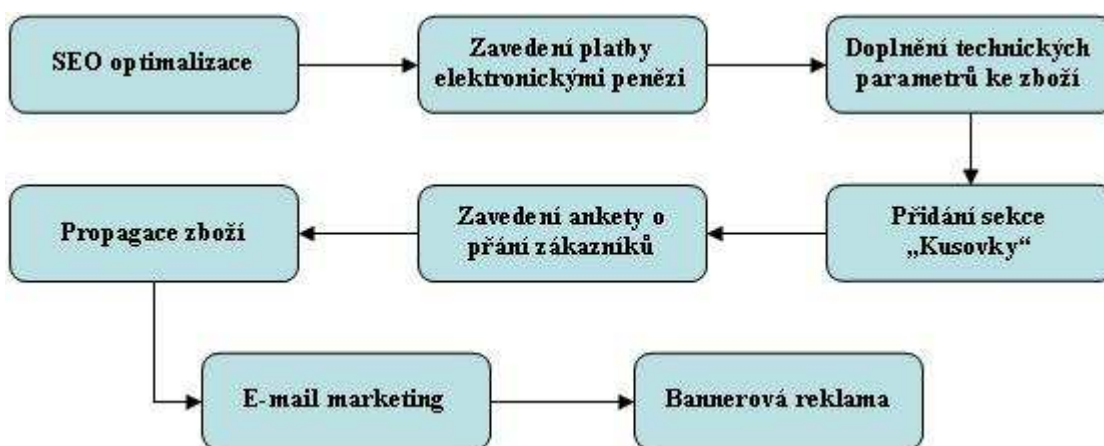 SEO optimalizace
Zavedení platby
elektronickými penězi
Doplnění technických
parametrů ke zboží
Přidání sekce
„Kusovky“
Zavedení ankety o
přání zákazníků
Propagace zboží
E-mail marketing
Bannerová reklama